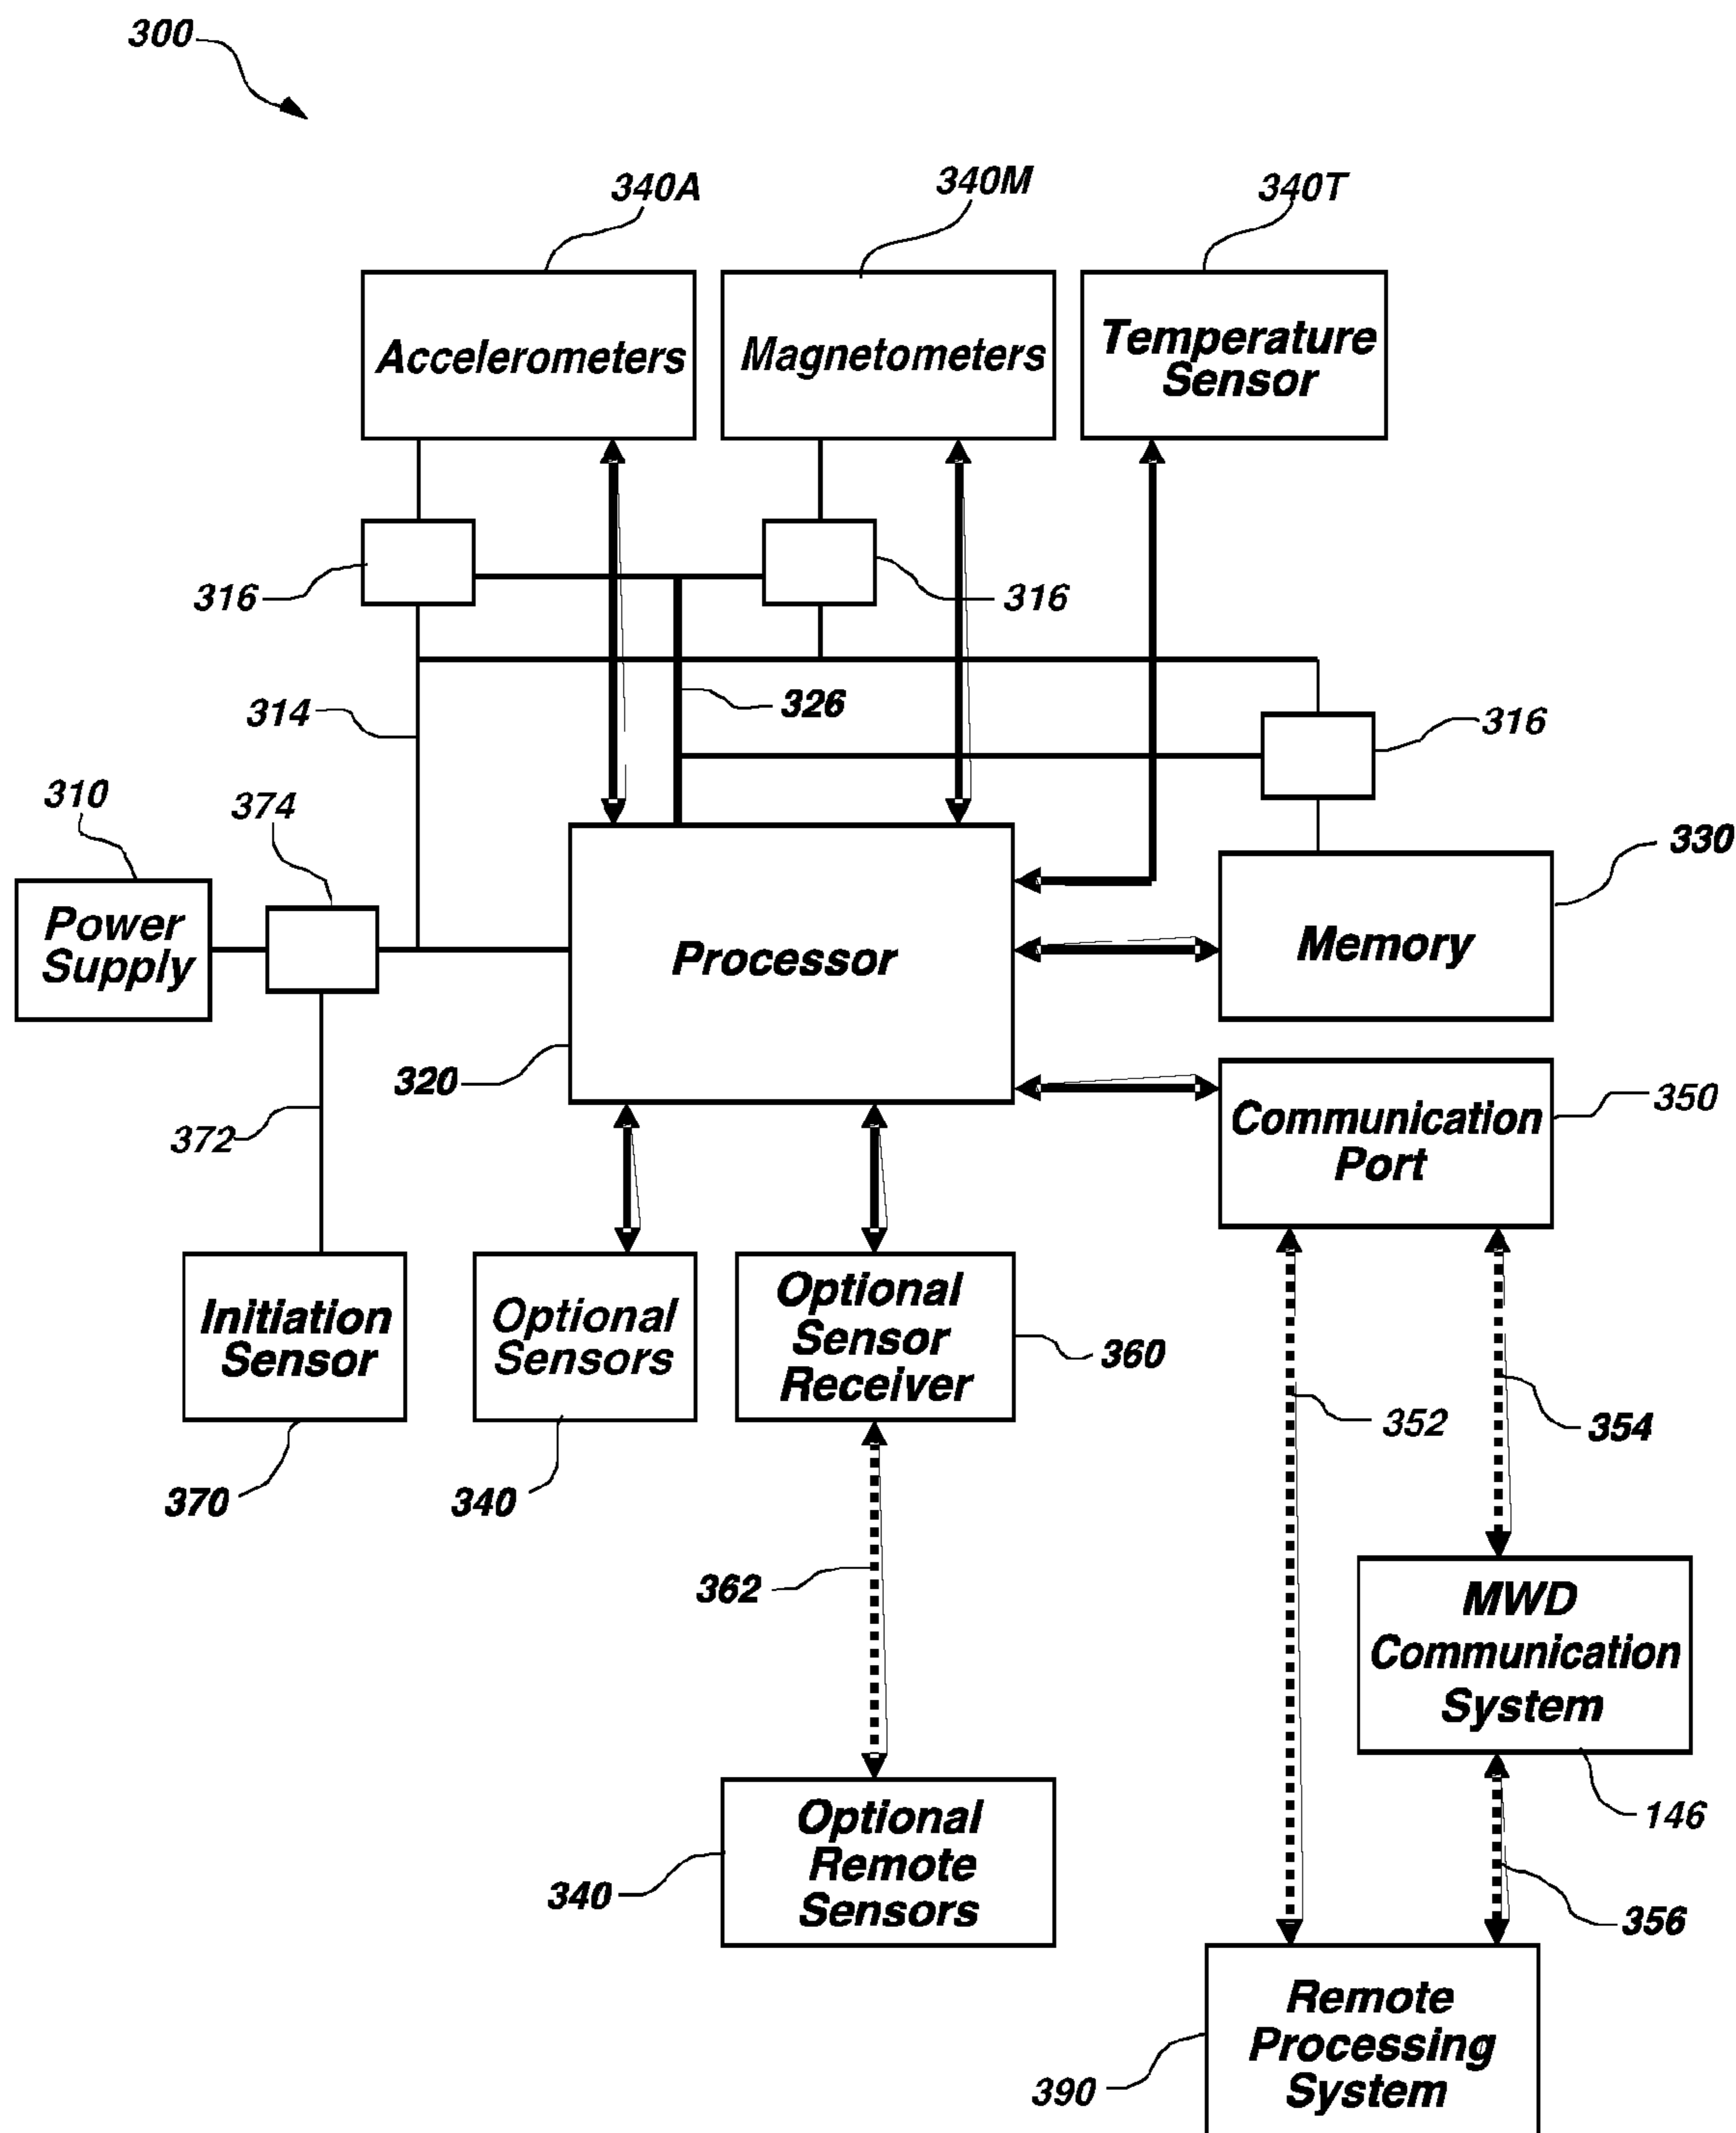 300
340A
340M
340T
Accelerometers
Magnetometers
Temperature
Sensor
316
316
314
326
316
310
374
330
Power
Supply
Processor
Memory
320
372
Communication
Port
350
Initiation
Sensor
Optional
Sensors
Optional
Sensor
Receiver
360
352
354
370
340
362
MWD
Communication
System
146
Optional
Remote
Sensors
340
356
Remote
Processing
System
390